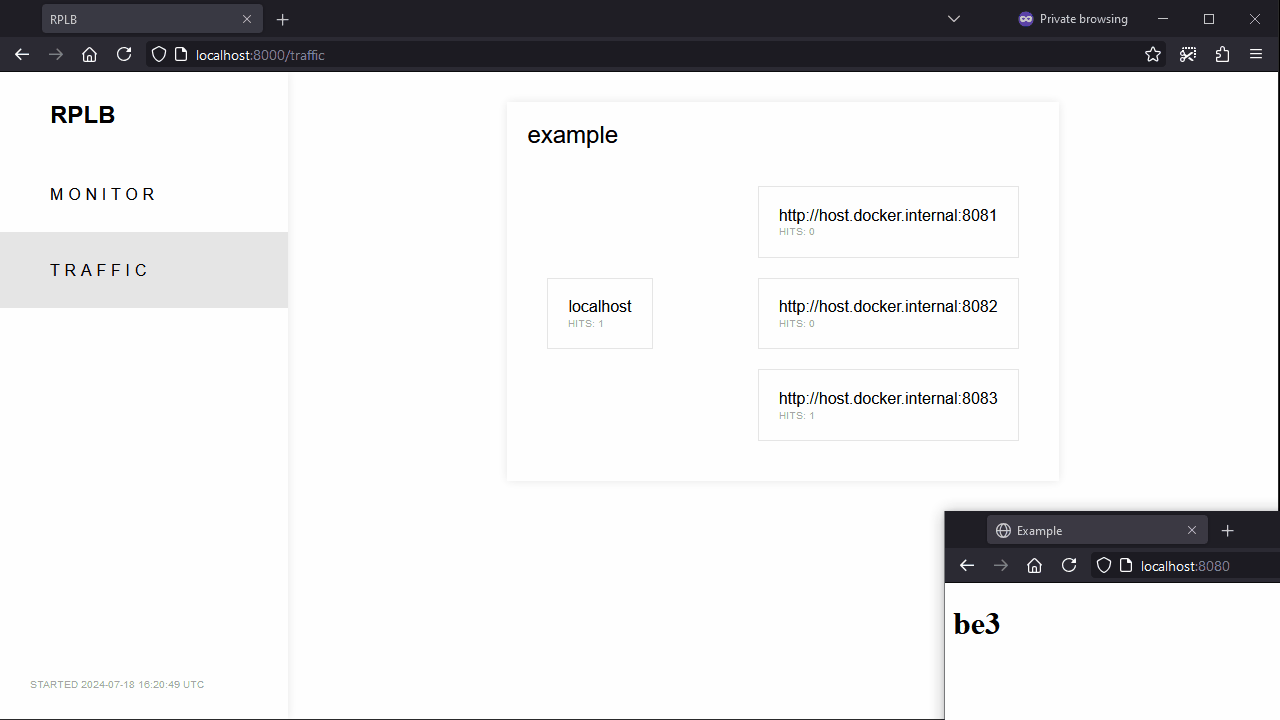 RPLB
Private browsing
localhost:8000/traffic
RPLB
MONITOR
TRAFFIC
example
http://host.docker.internal:8081
HITS: 0
localhost
HITS: 1
http://host.docker.internal:8082
HITS: 0
http://host.docker.internal:8083
HITS: 1
Example
localhost:8080
be3
STARTED 2024-07-18 16:20:49 UTC